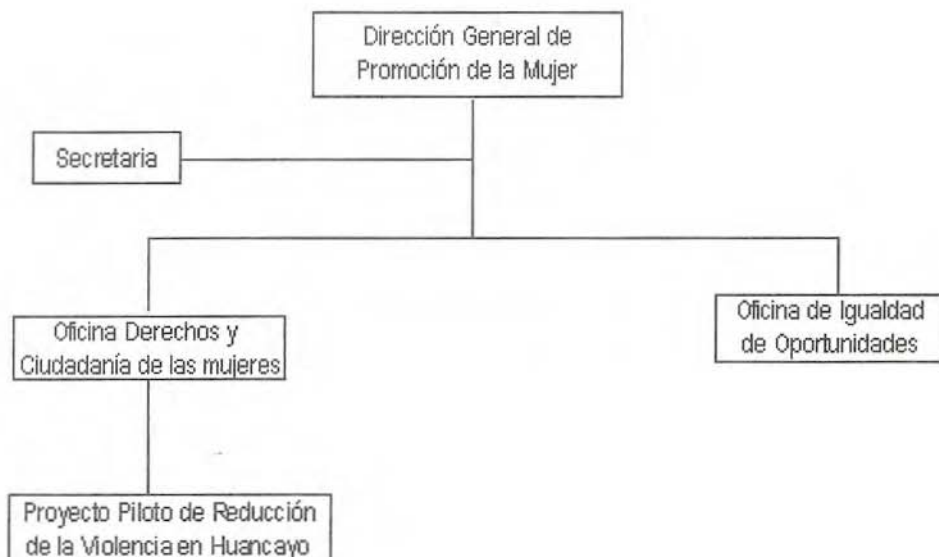 Dirección General de
Promoción de la Mujer
Secretaria
Oficina Derechos y
Ciudadanía de las mujeres
Oficina de Igualdad
de Oportunidades
Proyecto Piloto de Reducción
de la Violencia en Huancayo